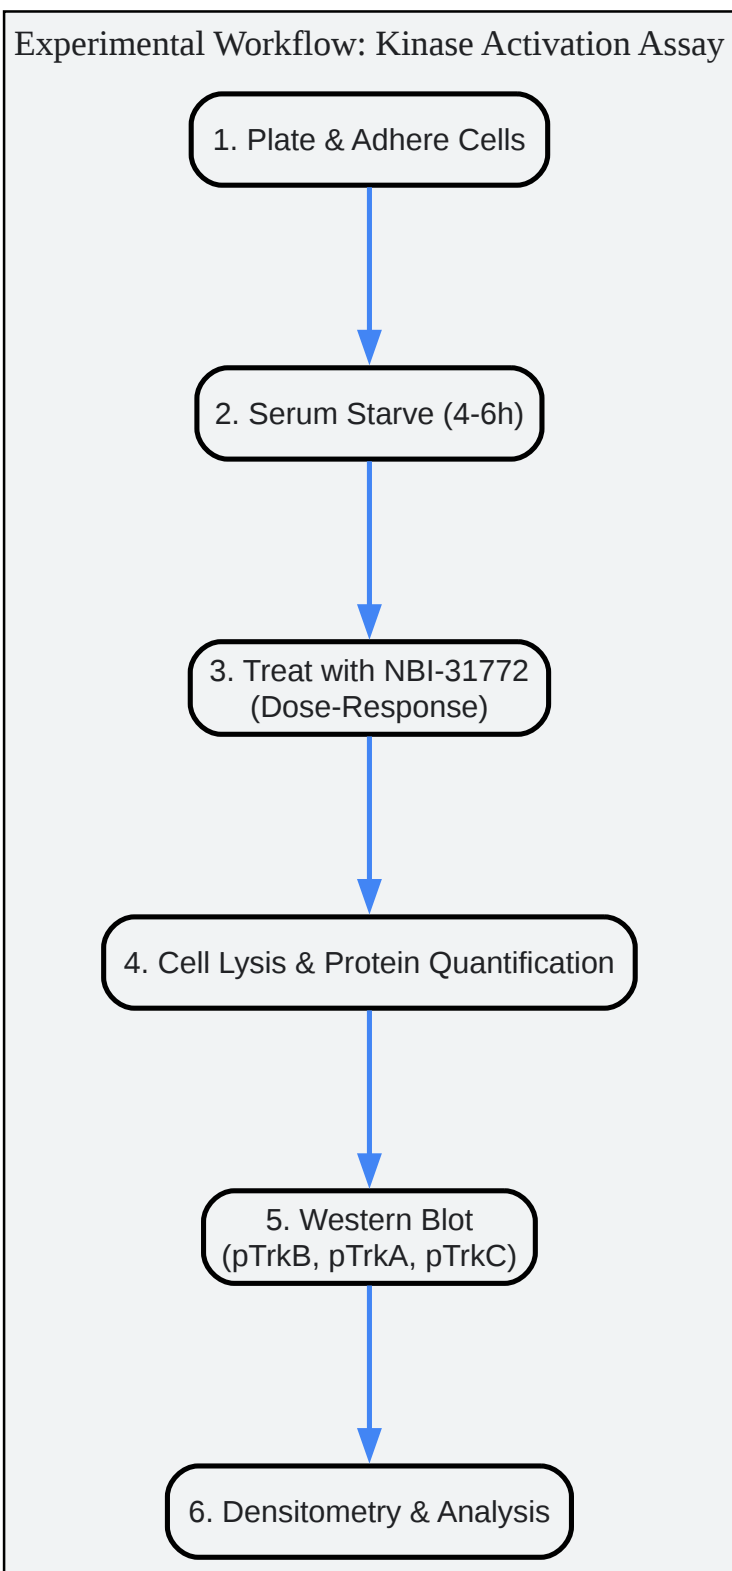 Experimental Workflow: Kinase Activation Assay
1. Plate & Adhere Cells
2. Serum Starve (4-6h)
3. Treat with NBI-31772
(Dose-Response)
4. Cell Lysis & Protein Quantification
5. Western Blot
(pTrkB, pTrkA, pTrkC)
6. Densitometry & Analysis